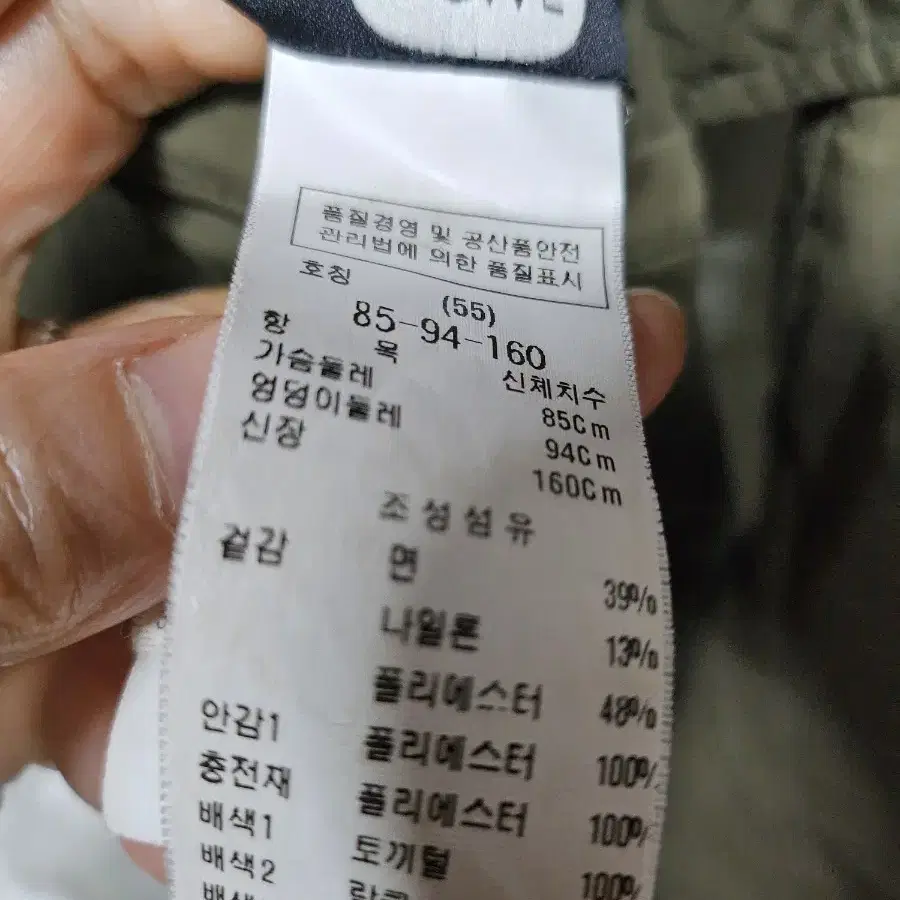 품질경영 및 공산품안전
관리법에 의한 품질표시
호칭 (55)
85-94-160
항 목 신체치수
가슴둘레 85Cm
엉덩이둘레 94Cm
신장 160Cm
조성섬유
겉감 면 39%
나일론 13%
폴리에스터 48%
안감1 폴리에스터 100%
충전재 폴리에스터 100%
배색1 토끼털 100%
배색2